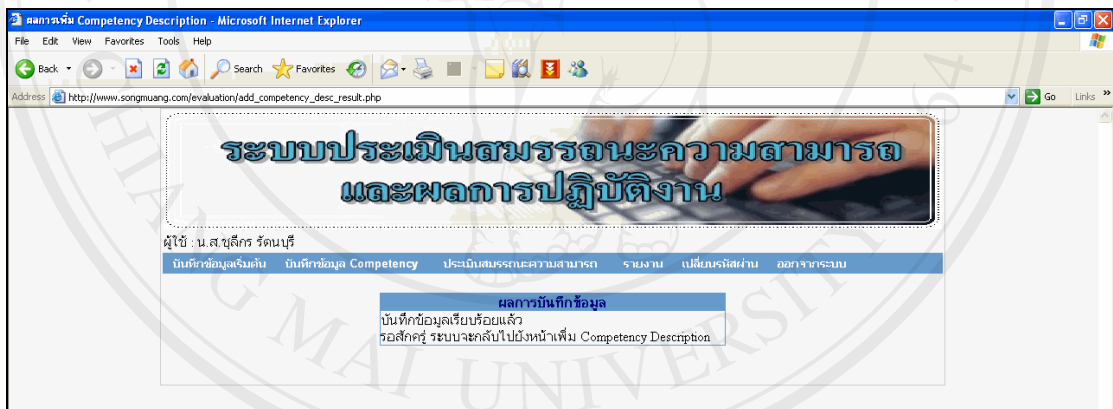 ผลการเพิ่ม Competency Description - Microsoft Internet Explorer
File Edit View Favorites Tools Help
Back Search Favorites
Address http://www.songmuang.com/evaluation/add_competency_desc_result.php Go Links »
ระบบประเมินสมรรถนะความสามารถ
และผลการปฏิบัติงาน
ผู้ใช้ : น.ส.ชุลีกร รัตนบุรี
บันทึกข้อมูลเริ่มต้น บันทึกข้อมูล Competency ประเมินสมรรถนะความสามารถ รายงาน เปลี่ยนรหัสผ่าน ออกจากระบบ
ผลการบันทึกข้อมูล
บันทึกข้อมูลเรียบร้อยแล้ว
รอสักครู่ ระบบจะกลับไปยังหน้าเพิ่ม Competency Description
CHIANG MAI UNIVERSITY
64